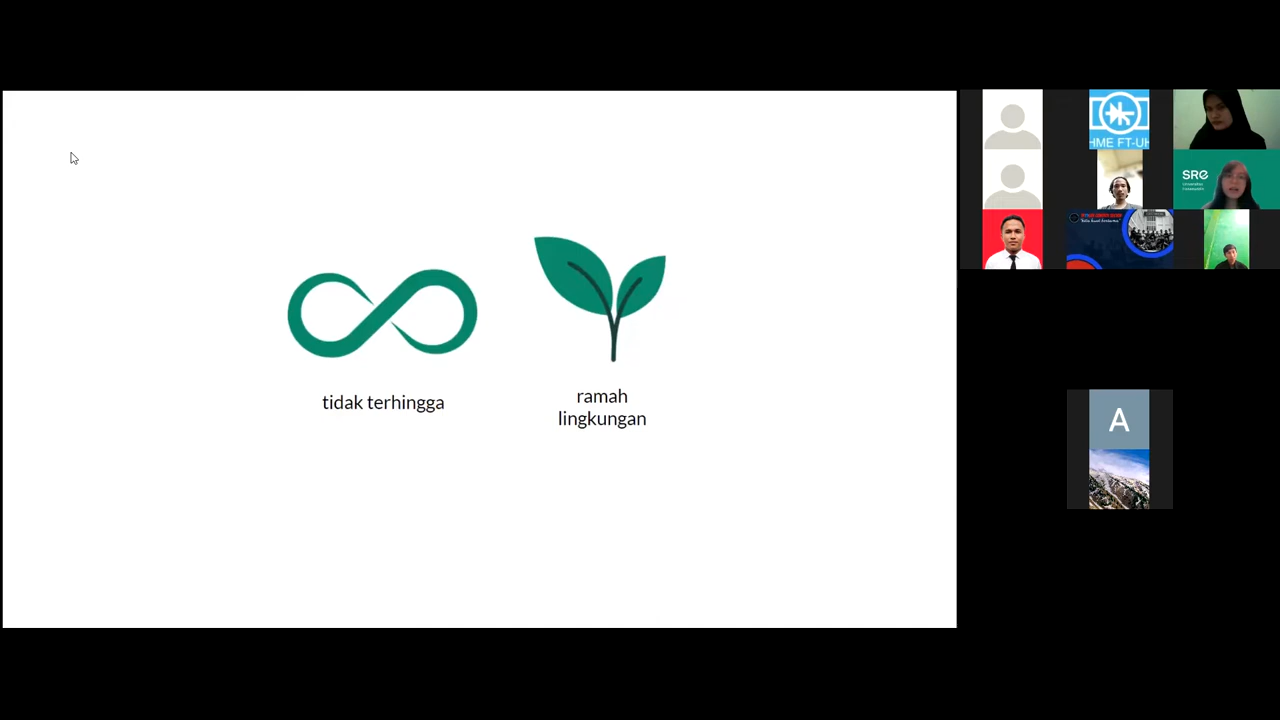 tidak terhingga
ramah
lingkungan
HME FT-UH
SRE
A